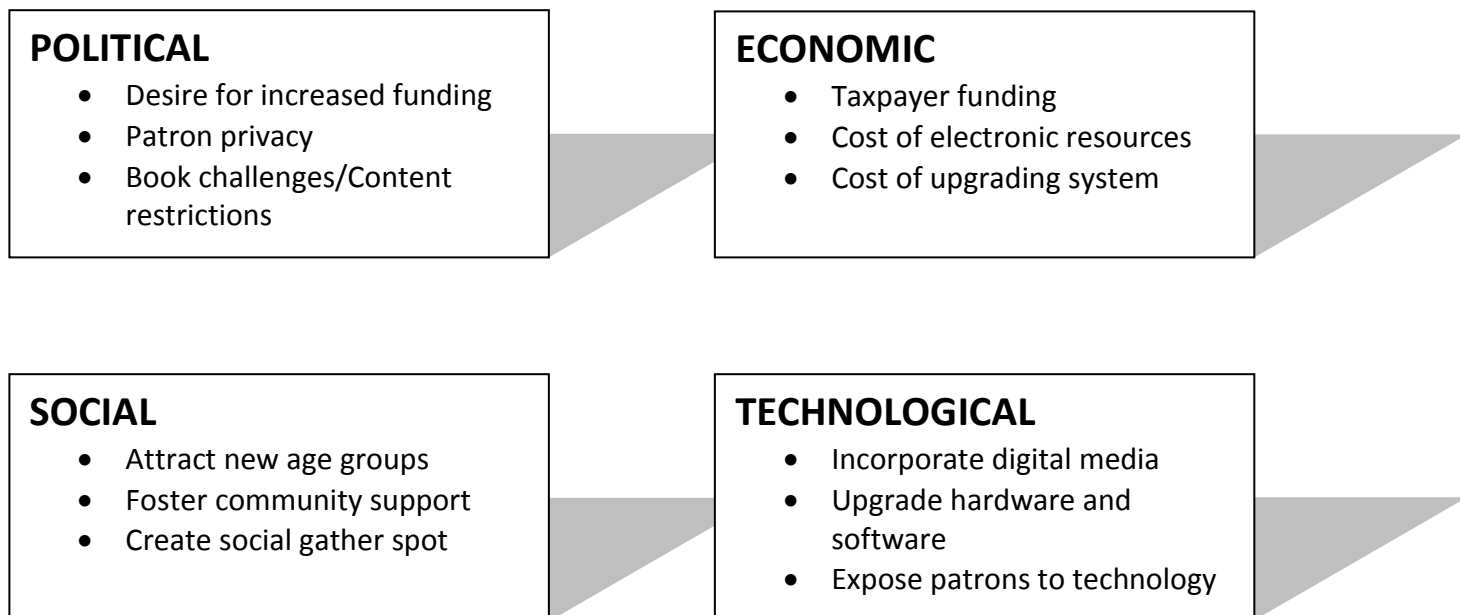 POLITICAL
• Desire for increased funding
• Patron privacy
• Book challenges/Content
restrictions
ECONOMIC
• Taxpayer funding
• Cost of electronic resources
• Cost of upgrading system
SOCIAL
• Attract new age groups
• Foster community support
• Create social gather spot
TECHNOLOGICAL
• Incorporate digital media
• Upgrade hardware and
software
• Expose patrons to technology